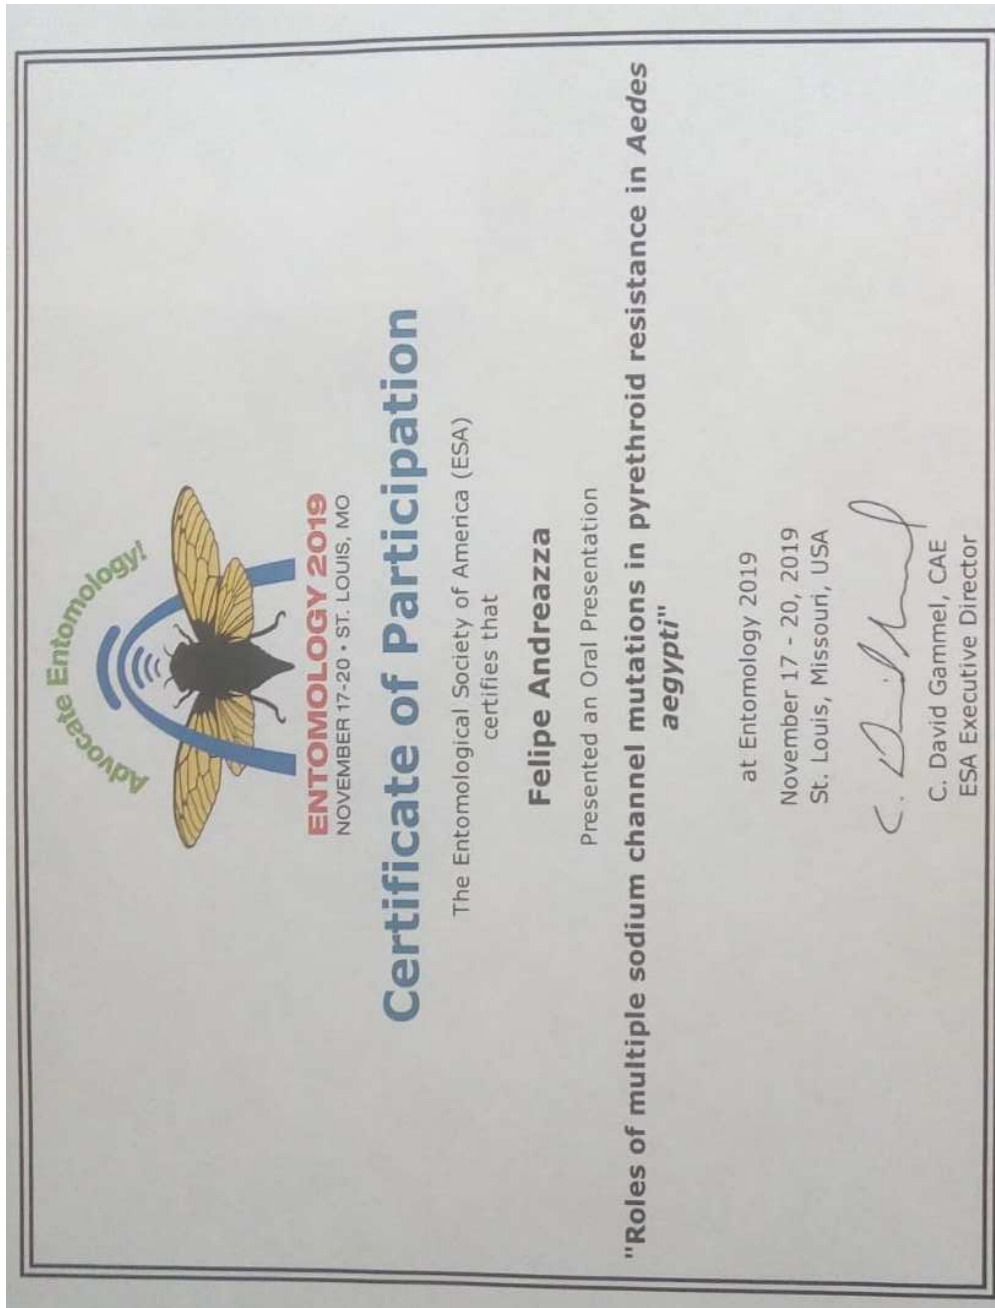 Advocate Entomology!
ENTOMOLOGY 2019
NOVEMBER 17-20 • ST. LOUIS, MO
Certificate of Participation
The Entomological Society of America (ESA)
certifies that
Felipe Andreazza
Presented an Oral Presentation
"Roles of multiple sodium channel mutations in pyrethroid resistance in Aedes
aegypti"
at Entomology 2019
November 17 - 20, 2019
St. Louis, Missouri, USA
C. David Gammel, CAE
ESA Executive Director